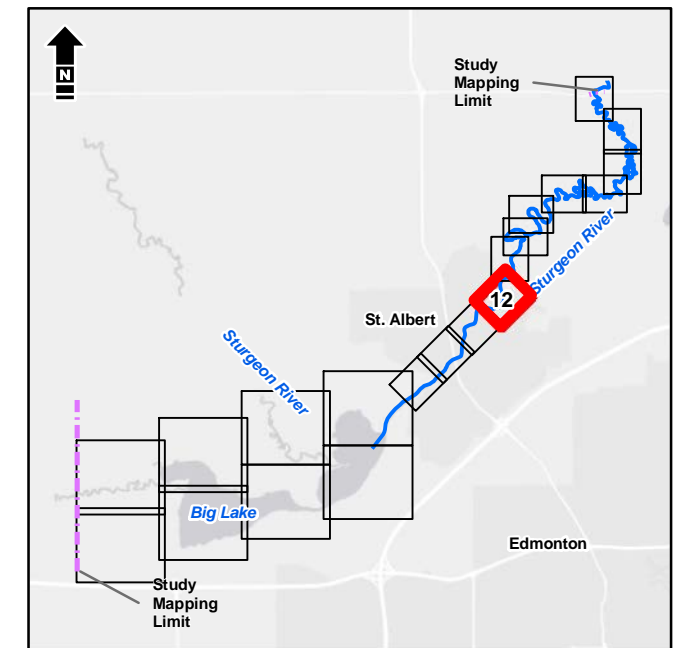 N
Study
Mapping
Limit
Sturgeon River
12
St. Albert
Sturgeon River
Big Lake
Edmonton
Study
Mapping
Limit